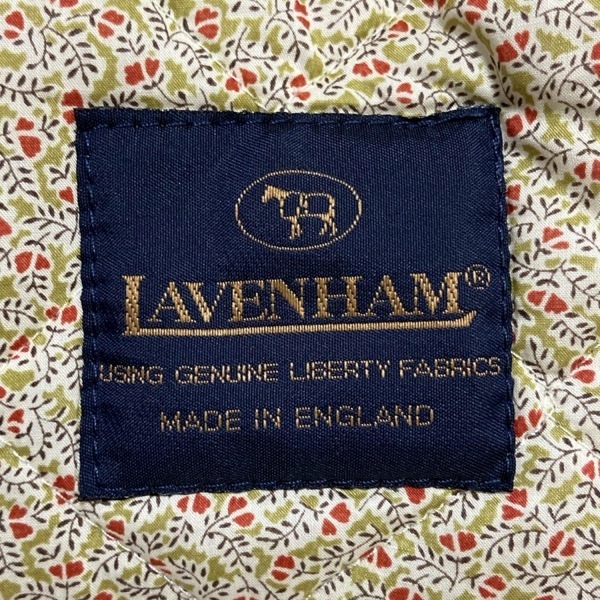 LAVENHAM®
USING GENUINE LIBERTY FABRICS
MADE IN ENGLAND